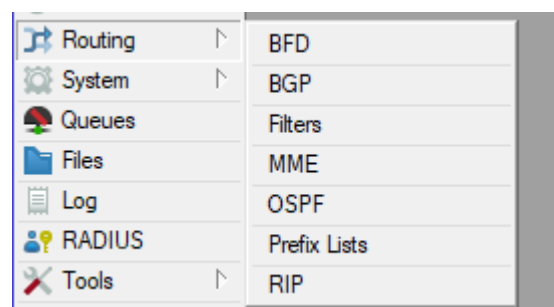 Routing
System
Queues
Files
Log
RADIUS
Tools
BFD
BGP
Filters
MME
OSPF
Prefix Lists
RIP